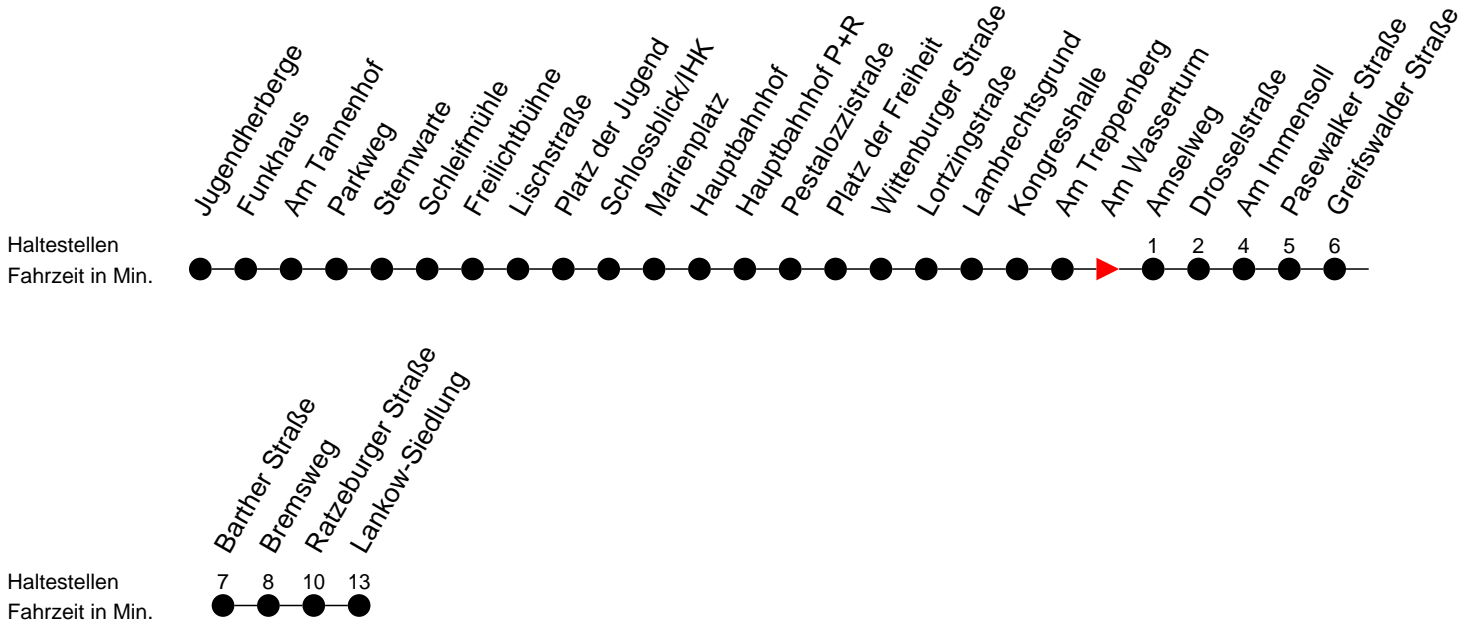 Jugendherberge
Funkhaus
Am Tannenhof
Parkweg
Sternwarte
Schleifmühle
Freilichtbühne
Lischstraße
Platz der Jugend
Schlossblick/IHK
Marienplatz
Hauptbahnhof
Hauptbahnhof P+R
Pestalozzistraße
Platz der Freiheit
Wittenburger Straße
Lortzingstraße
Lambrechtsgrund
Kongresshalle
Am Treppenberg
Am Wasserturm
Amselweg
Drosselstraße
Am Immensoll
Pasewalker Straße
Greifswalder Straße
Haltestellen
1 2 4 5 6
Fahrzeit in Min.
Barther Straße
Bremsweg
Ratzeburger Straße
Lankow-Siedlung
Haltestellen
7 8 10 13
Fahrzeit in Min.